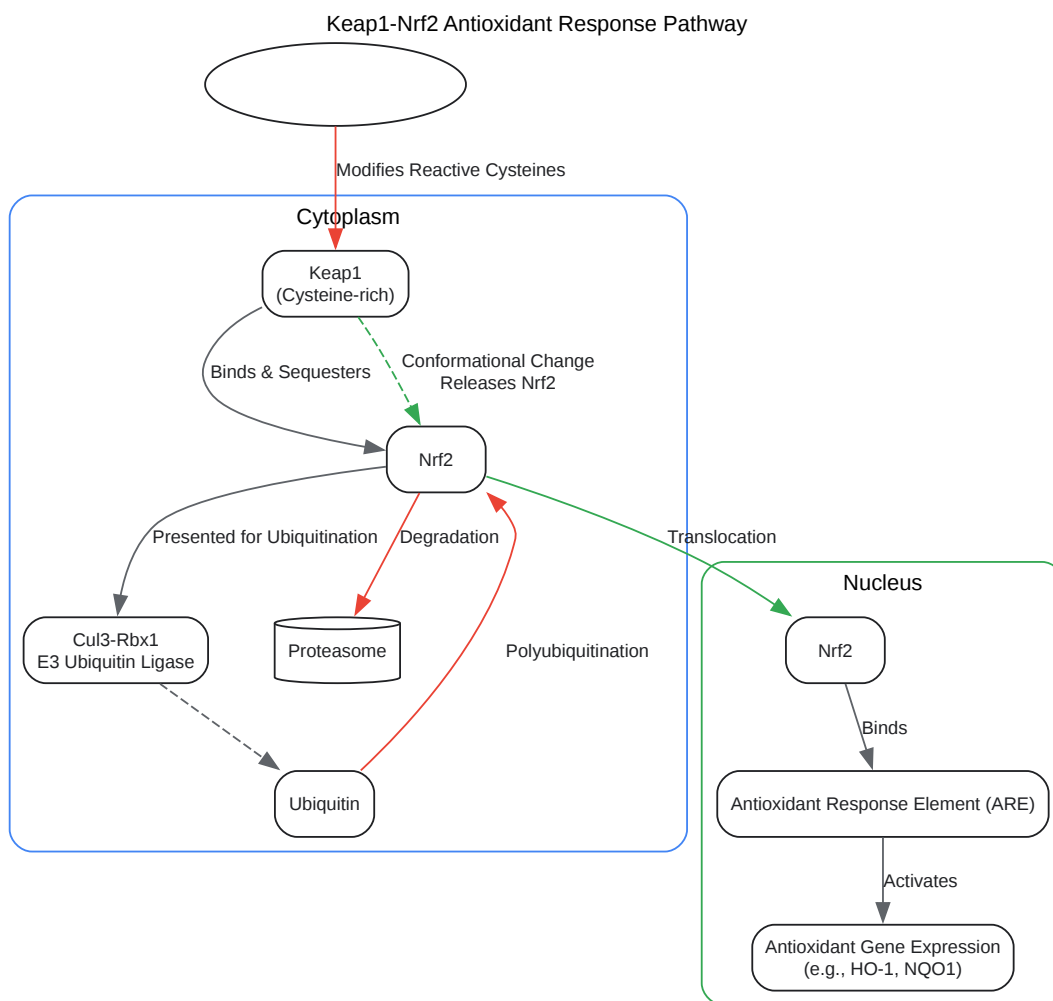 Keap1-Nrf2 Antioxidant Response Pathway
Modifies Reactive Cysteines
Cytoplasm
Keap1
(Cysteine-rich)
Binds & Sequesters
Conformational Change
Releases Nrf2
Nrf2
Presented for Ubiquitination
Degradation
Translocation
Nucleus
Cul3-Rbx1
E3 Ubiquitin Ligase
Proteasome
Polyubiquitination
Nrf2
Binds
Ubiquitin
Antioxidant Response Element (ARE)
Activates
Antioxidant Gene Expression
(e.g., HO-1, NQO1)